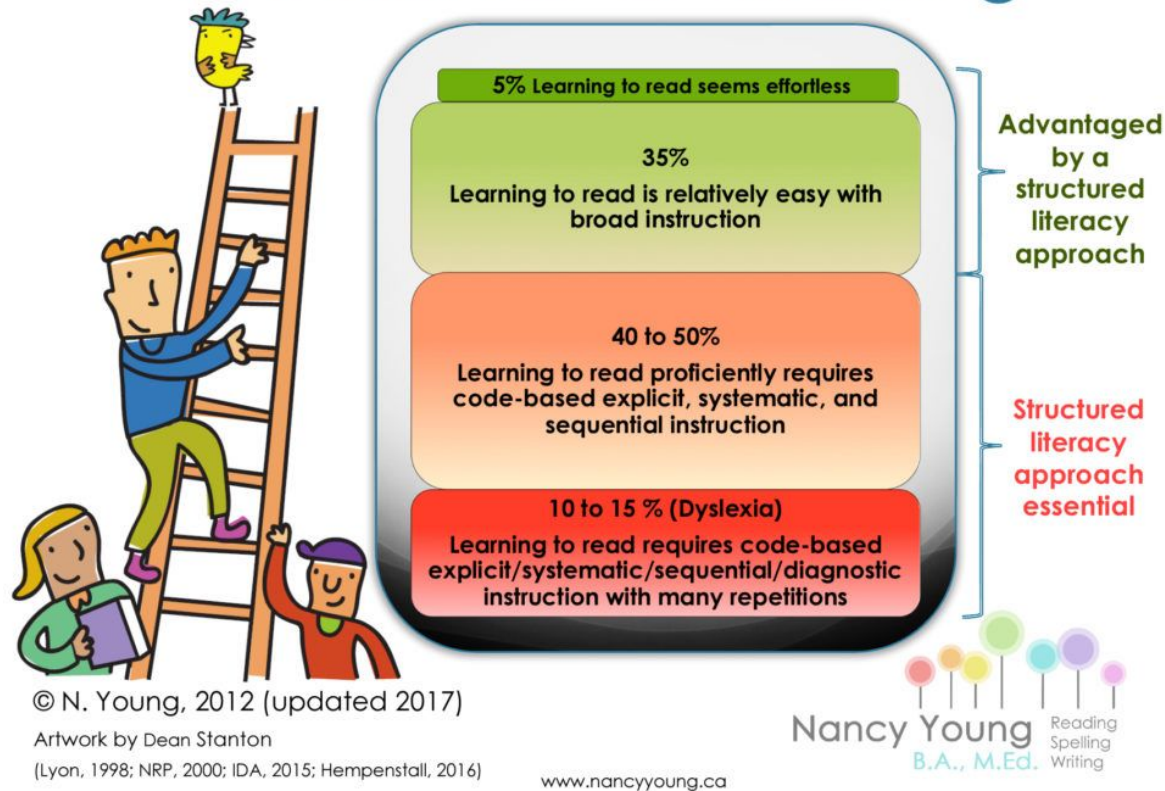 5% Learning to read seems effortless
35%
Learning to read is relatively easy with
broad instruction
40 to 50%
Learning to read proficiently requires
code-based explicit, systematic, and
sequential instruction
10 to 15 % (Dyslexia)
Learning to read requires code-based
explicit/systematic/sequential/diagnostic
instruction with many repetitions
Advantaged
by a
structured
literacy
approach
Structured
literacy
approach
essential
© N. Young, 2012 (updated 2017)
Artwork by Dean Stanton
(Lyon, 1998; NRP, 2000; IDA, 2015; Hempenstall, 2016)
www.nancyyoung.ca
Nancy Young
B.A., M.Ed.
Reading
Spelling
Writing